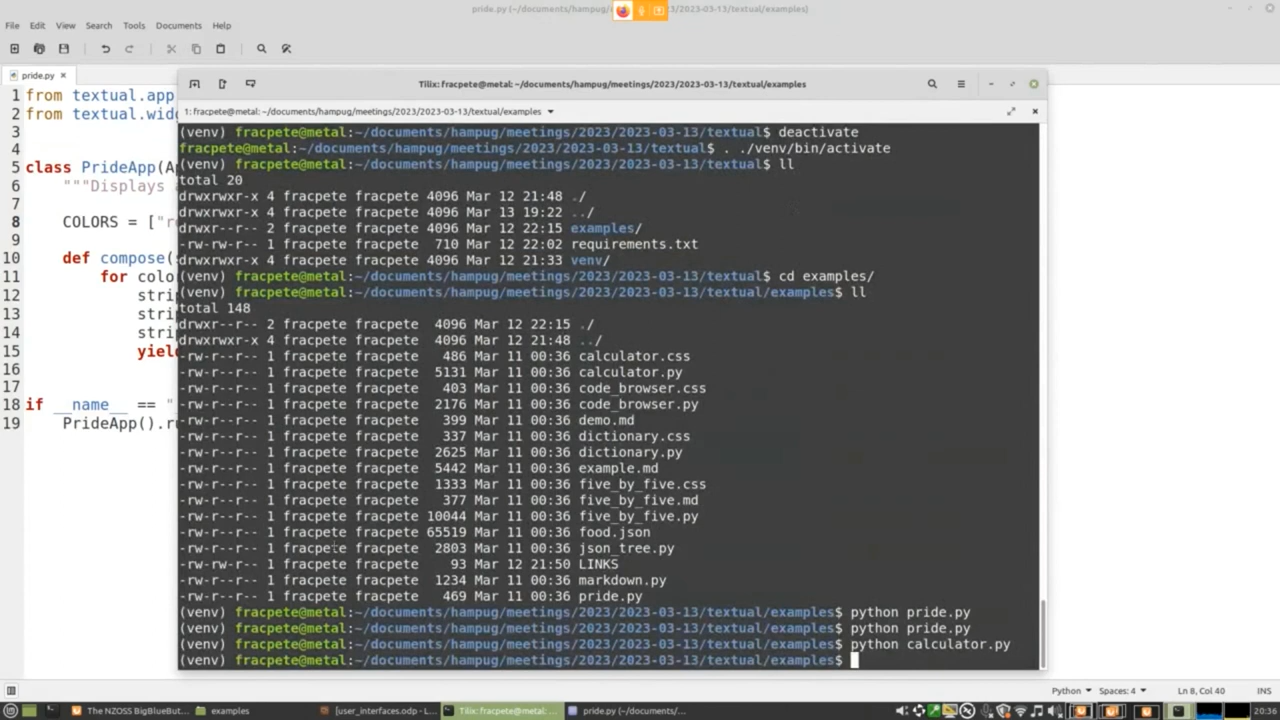 pride.py (~/documents/hampug/meetings/2023/2023-03-13/textual/examples)
File Edit View Search Tools Documents Help
pride.py ×
1 from textual.app
2 from textual.wid
3
4
5 class PrideApp(A
6 """Displays
7
8 COLORS = ["r
9
10 def compose(
11 for colo
12 stri
13 stri
14 stri
15 yiel
16
17
18 if __name__ == "
19 PrideApp().r
Tilix: fracpete@metal: ~/documents/hampug/meetings/2023/2023-03-13/textual/examples
1: fracpete@metal: ~/documents/hampug/meetings/2023/2023-03-13/textual/examples
(venv) fracpete@metal:~/documents/hampug/meetings/2023/2023-03-13/textual$ deactivate
fracpete@metal:~/documents/hampug/meetings/2023/2023-03-13/textual$ . ./venv/bin/activate
(venv) fracpete@metal:~/documents/hampug/meetings/2023/2023-03-13/textual$ ll
total 20
drwxrwxr-x 4 fracpete fracpete 4096 Mar 12 21:48 ./
drwxrwxr-x 4 fracpete fracpete 4096 Mar 13 19:22 ../
drwxr--r-- 2 fracpete fracpete 4096 Mar 12 22:15 examples/
-rw-rw-r-- 1 fracpete fracpete 710 Mar 12 22:02 requirements.txt
drwxrwxr-x 4 fracpete fracpete 4096 Mar 12 21:33 venv/
(venv) fracpete@metal:~/documents/hampug/meetings/2023/2023-03-13/textual$ cd examples/
(venv) fracpete@metal:~/documents/hampug/meetings/2023/2023-03-13/textual/examples$ ll
total 148
drwxr--r-- 2 fracpete fracpete 4096 Mar 12 22:15 ./
drwxrwxr-x 4 fracpete fracpete 4096 Mar 12 21:48 ../
-rw-r--r-- 1 fracpete fracpete 486 Mar 11 00:36 calculator.css
-rw-r--r-- 1 fracpete fracpete 5131 Mar 11 00:36 calculator.py
-rw-r--r-- 1 fracpete fracpete 403 Mar 11 00:36 code_browser.css
-rw-r--r-- 1 fracpete fracpete 2176 Mar 11 00:36 code_browser.py
-rw-r--r-- 1 fracpete fracpete 399 Mar 11 00:36 demo.md
-rw-r--r-- 1 fracpete fracpete 337 Mar 11 00:36 dictionary.css
-rw-r--r-- 1 fracpete fracpete 2625 Mar 11 00:36 dictionary.py
-rw-r--r-- 1 fracpete fracpete 5442 Mar 11 00:36 example.md
-rw-r--r-- 1 fracpete fracpete 1333 Mar 11 00:36 five_by_five.css
-rw-r--r-- 1 fracpete fracpete 377 Mar 11 00:36 five_by_five.md
-rw-r--r-- 1 fracpete fracpete 10044 Mar 11 00:36 five_by_five.py
-rw-r--r-- 1 fracpete fracpete 65519 Mar 11 00:36 food.json
-rw-r--r-- 1 fracpete fracpete 2803 Mar 11 00:36 json_tree.py
-rw-rw-r-- 1 fracpete fracpete 93 Mar 12 21:50 LINKS
-rw-r--r-- 1 fracpete fracpete 1234 Mar 11 00:36 markdown.py
-rw-r--r-- 1 fracpete fracpete 469 Mar 11 00:36 pride.py
(venv) fracpete@metal:~/documents/hampug/meetings/2023/2023-03-13/textual/examples$ python pride.py
(venv) fracpete@metal:~/documents/hampug/meetings/2023/2023-03-13/textual/examples$ python pride.py
(venv) fracpete@metal:~/documents/hampug/meetings/2023/2023-03-13/textual/examples$ python calculator.py
(venv) fracpete@metal:~/documents/hampug/meetings/2023/2023-03-13/textual/examples$
Python Spaces: 4 Ln 8, Col 40 INS
The NZOSS BigBlueBut... examples [user_interfaces.odp - L... Tilix: fracpete@metal: ... pride.py (~/documents/... 20:36